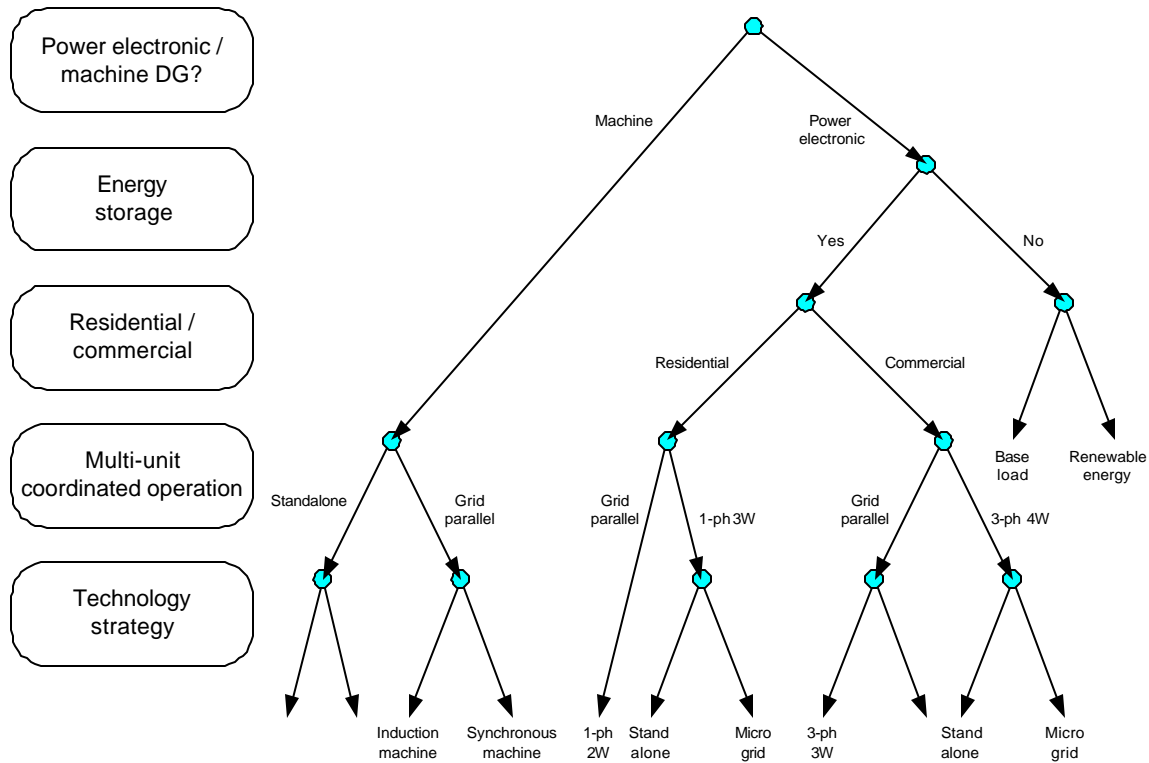 Power electronic /
machine DG?
Energy
storage
Residential /
commercial
Multi-unit
coordinated operation
Technology
strategy
Machine
Power
electronic
Yes
No
Residential
Commercial
Base
load
Renewable
energy
Standalone
Grid
parallel
Grid
parallel
1-ph 3W
Grid
parallel
3-ph 4W
Induction
machine
Synchronous
machine
1-ph
2W
Stand
alone
Micro
grid
3-ph
3W
Stand
alone
Micro
grid